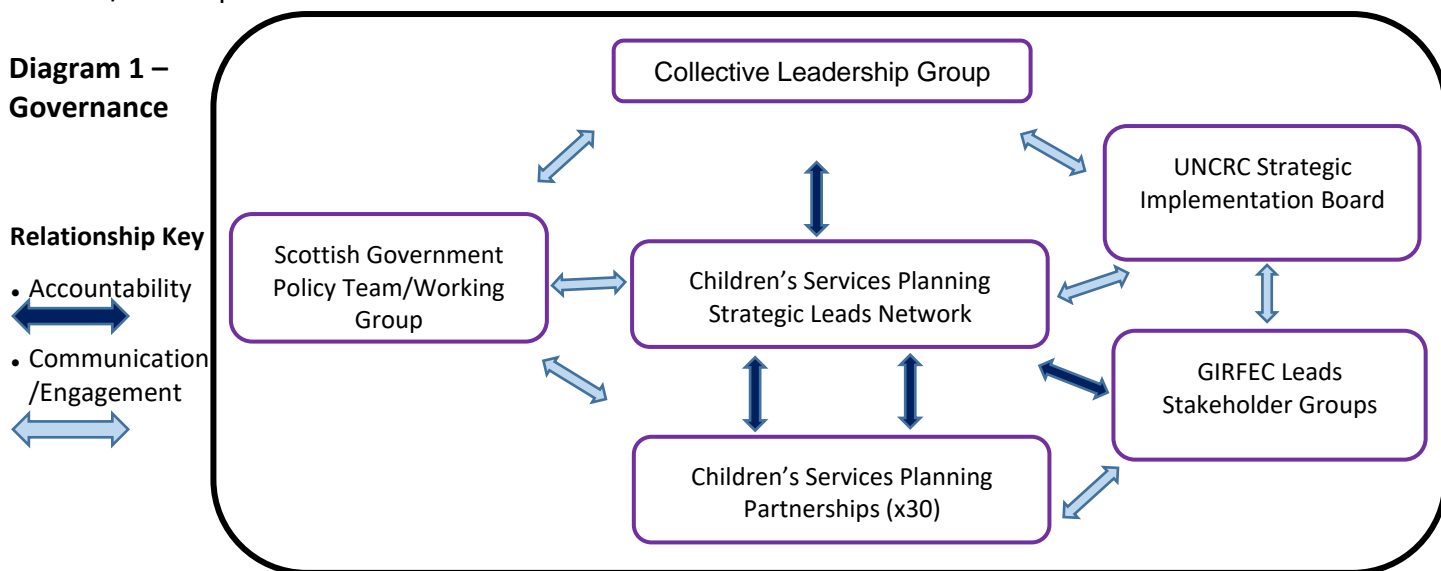 Diagram 1 –
Governance
Relationship Key
• Accountability
• Communication
/Engagement
Collective Leadership Group
UNCRC Strategic
Implementation Board
Scottish Government
Policy Team/Working
Group
Children’s Services Planning
Strategic Leads Network
GIRFEC Leads
Stakeholder Groups
Children’s Services Planning
Partnerships (x30)